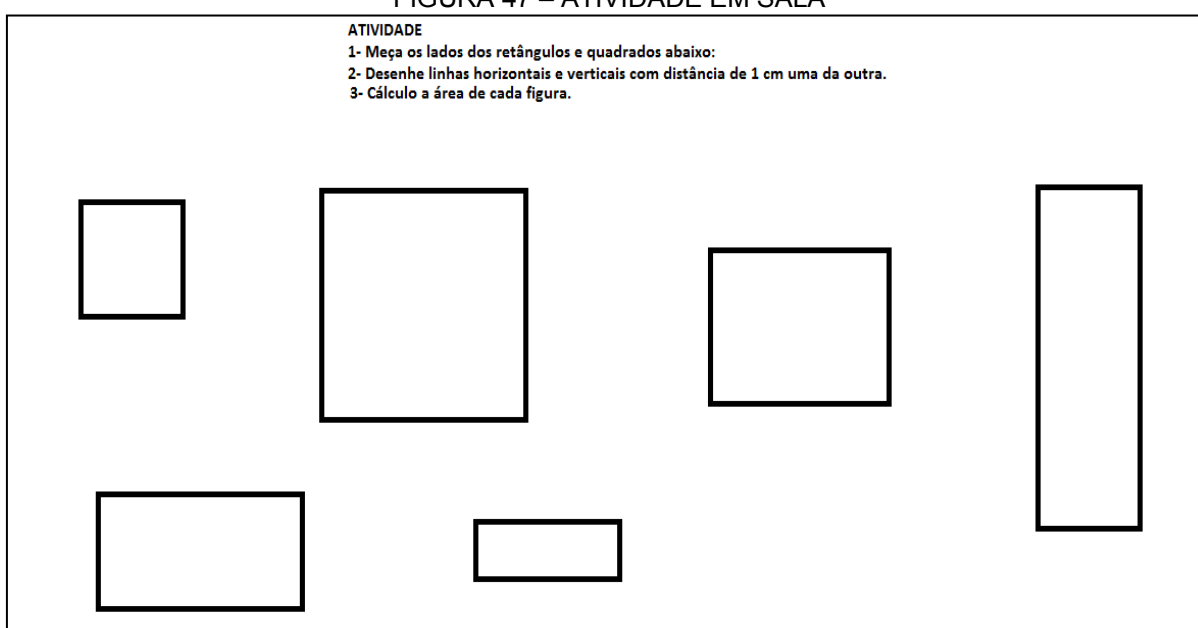 FIGURA 47 – ATIVIDADE EM SALA
ATIVIDADE
1- Meça os lados dos retângulos e quadrados abaixo:
2- Desenhe linhas horizontais e verticais com distância de 1 cm uma da outra.
3- Cálculo a área de cada figura.